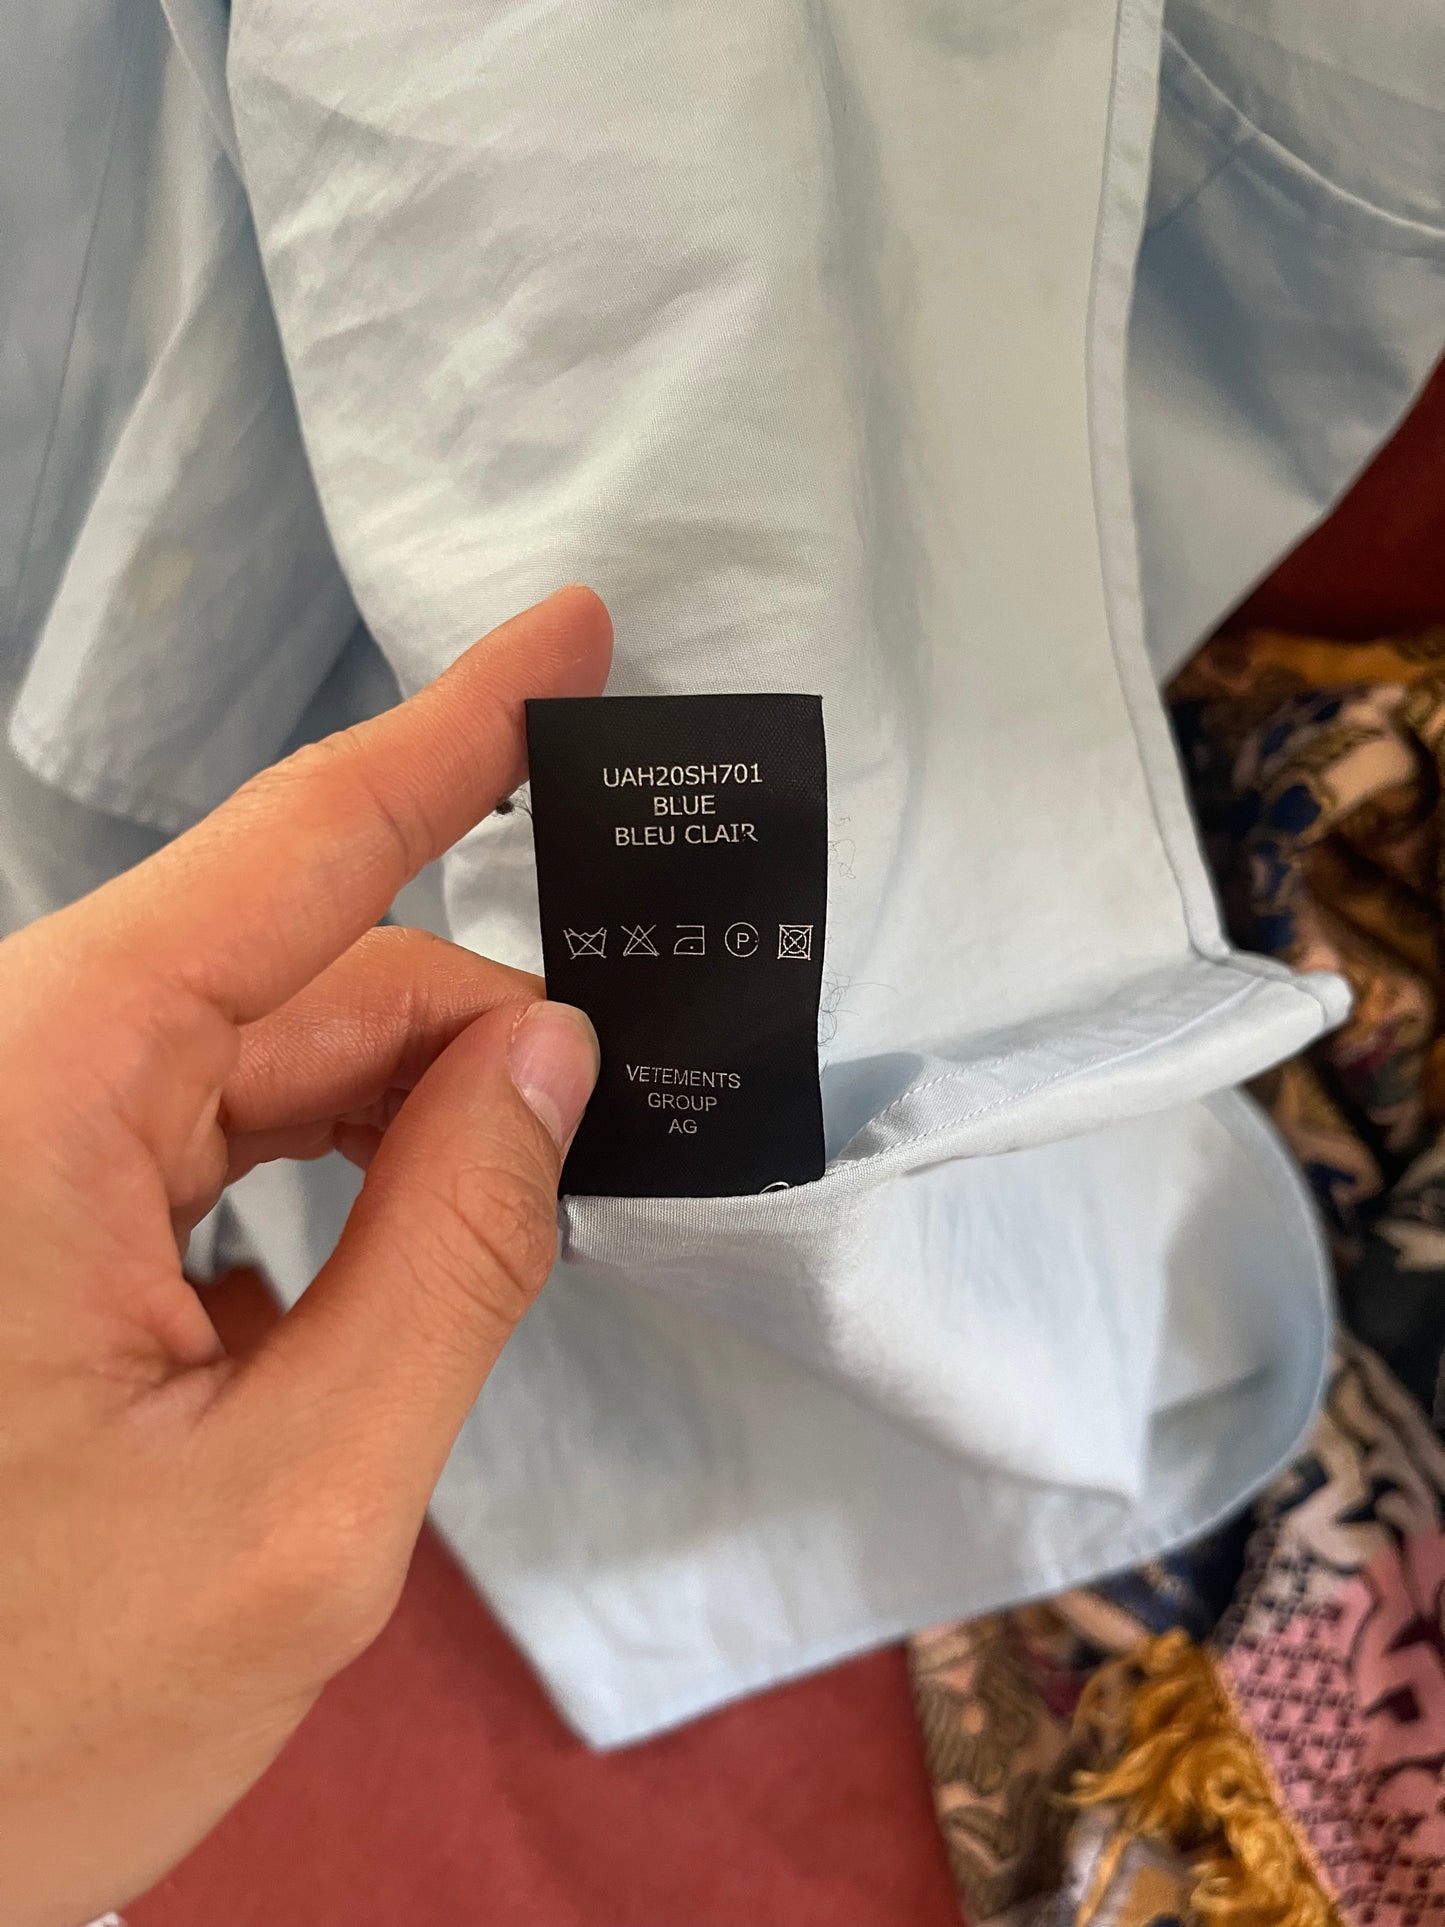 UAH20SH701
BLUE
BLEU CLAIR
P
VETEMENTS
GROUP
AG